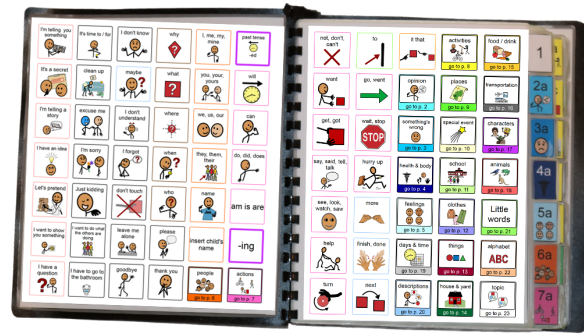 I'm telling you
something
It's time to / for
I don't know
why
I, me, my,
mine
past tense
-ed
It's a secret
clean up
maybe
what
you, your,
yours
will
I'm telling a
story
excuse me
I don't
understand
where
we, us, our
can
I have an idea
I'm sorry
I forgot
when
they, them,
their
do, did, does
Let's pretend
Just kidding
don't touch
who
name
am is are
I want to show
you something
I want to do what
the others are
doing
leave me
alone
please
insert child's
name
-ing
I have a
question
I have to go to
the bathroom
goodbye
thank you
people
go to p. 6
actions
go to p. 7
not, don't,
can't
to
it that
activities
go to p. 8
food / drink
go to p. 15
want
go, went
opinion
go to p. 2
places
go to p. 9
transportation
go to p. 16
get, got
wait, stop
STOP
something's
wrong
go to p. 3
special event
go to p. 10
characters
go to p. 17
say, said, tell,
talk
hurry up
health & body
go to p. 4
school
go to p. 11
animals
go to p. 18
see, look,
watch, saw
more
feelings
go to p. 5
clothes
go to p. 12
Little
words
go to p. 21
help
finish, done
days & time
go to p. 19
things
go to p. 13
alphabet
ABC
go to p. 22
turn
next
descriptions
go to p. 20
house & yard
go to p. 14
topic
go to p. 23
1
2a
3a
4a
5a
6a
7a